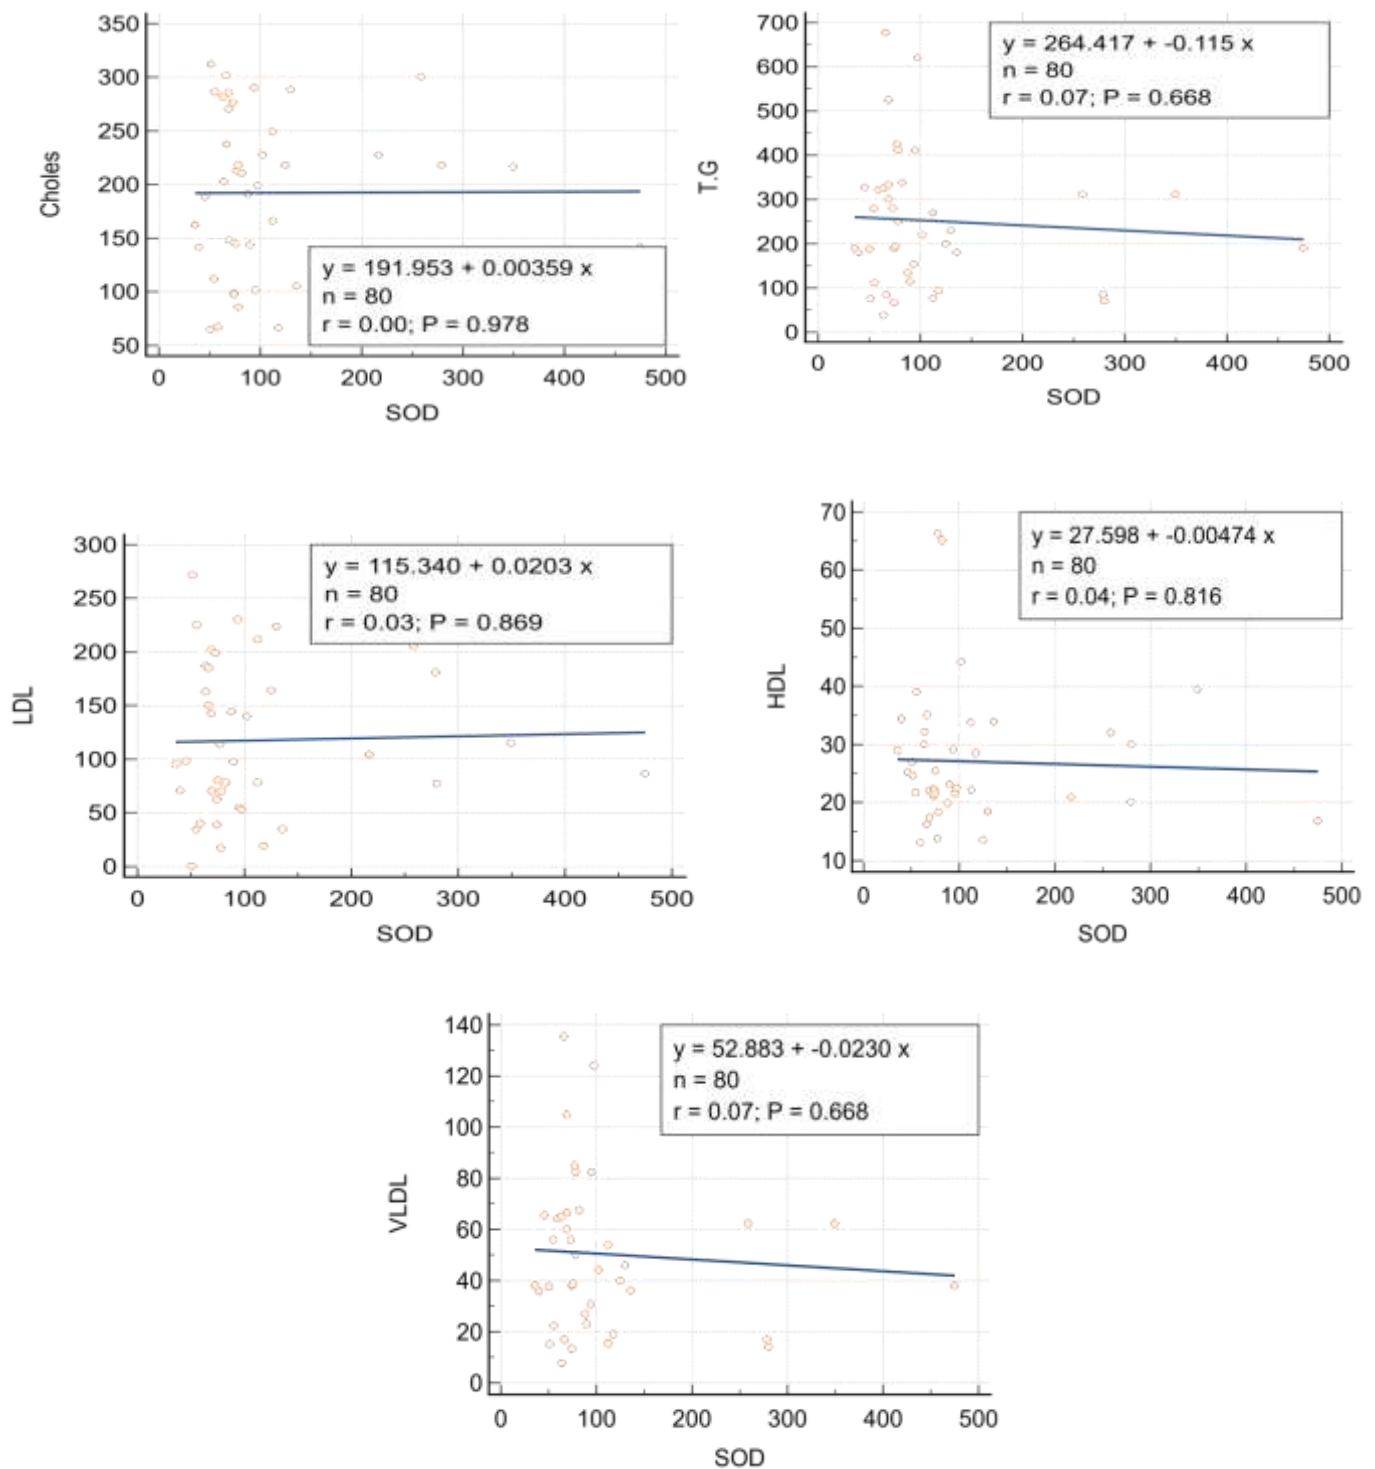 Choles
350
300
250
200
150
100
50
y = 191.953 + 0.00359 x
n = 80
r = 0.00; P = 0.978
0 100 200 300 400 500
SOD
T.G
700
600
500
400
300
200
100
0
y = 264.417 + -0.115 x
n = 80
r = 0.07; P = 0.668
0 100 200 300 400 500
SOD
LDL
300
250
200
150
100
50
0
y = 115.340 + 0.0203 x
n = 80
r = 0.03; P = 0.869
0 100 200 300 400 500
SOD
HDL
70
60
50
40
30
20
10
y = 27.598 + -0.00474 x
n = 80
r = 0.04; P = 0.816
0 100 200 300 400 500
SOD
VLDL
140
120
100
80
60
40
20
0
y = 52.883 + -0.0230 x
n = 80
r = 0.07; P = 0.668
0 100 200 300 400 500
SOD